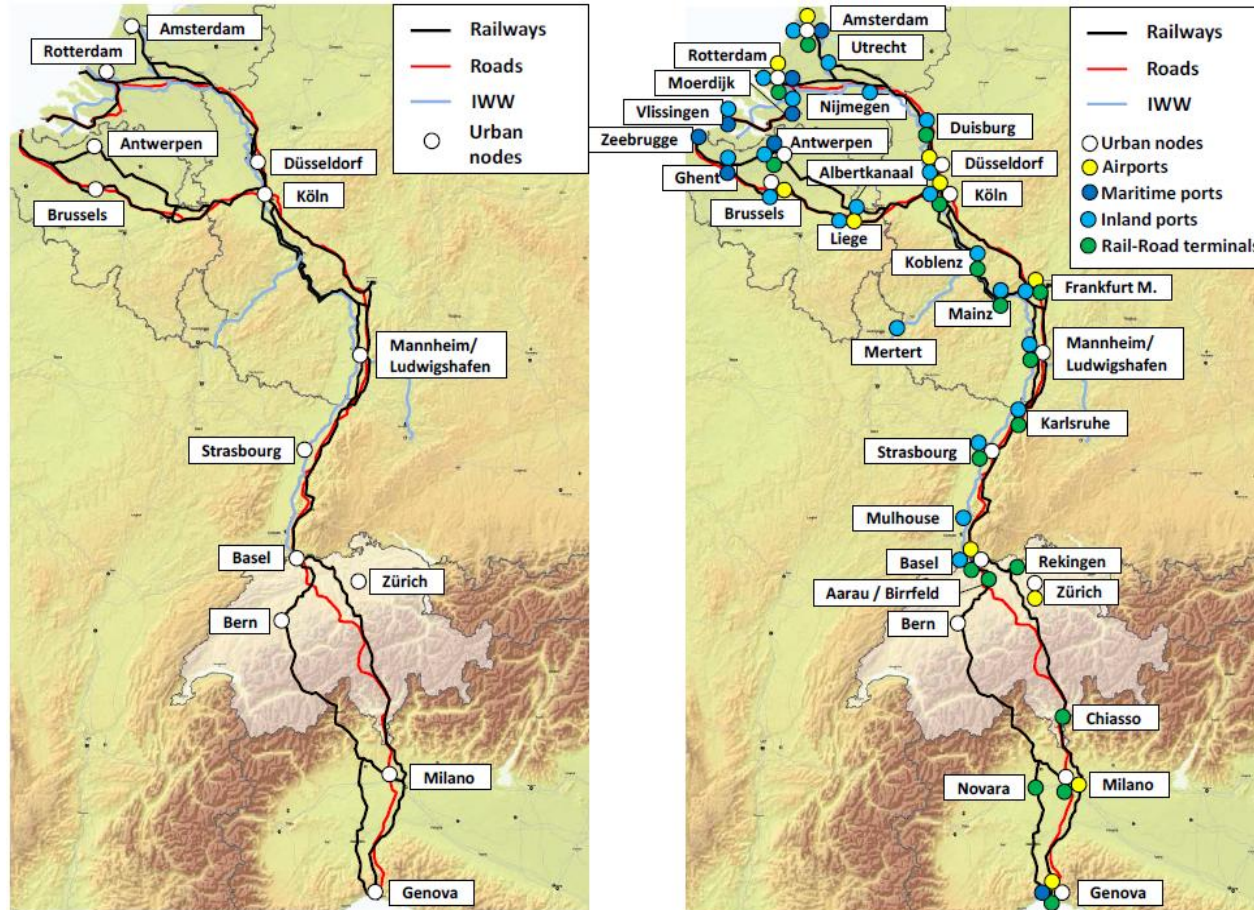 Amsterdam
Rotterdam
Antwerpen
Brussels
Düsseldorf
Köln
Mannheim/
Ludwigshafen
Strasbourg
Basel
Zürich
Bern
Milano
Genova
Railways
Roads
IWW
Urban
nodes
Amsterdam
Utrecht
Rotterdam
Moerdijk
Vlissingen
Nijmegen
Zeebrugge
Antwerpen
Duisburg
Ghent
Albertkanaal
Düsseldorf
Brussels
Köln
Liege
Koblenz
Frankfurt M.
Mainz
Mertert
Mannheim/
Ludwigshafen
Karlsruhe
Strasbourg
Mulhouse
Basel
Rekingen
Aarau / Birrfeld
Zürich
Bern
Chiasso
Novara
Milano
Genova
Railways
Roads
IWW
Urban nodes
Airports
Maritime ports
Inland ports
Rail-Road terminals